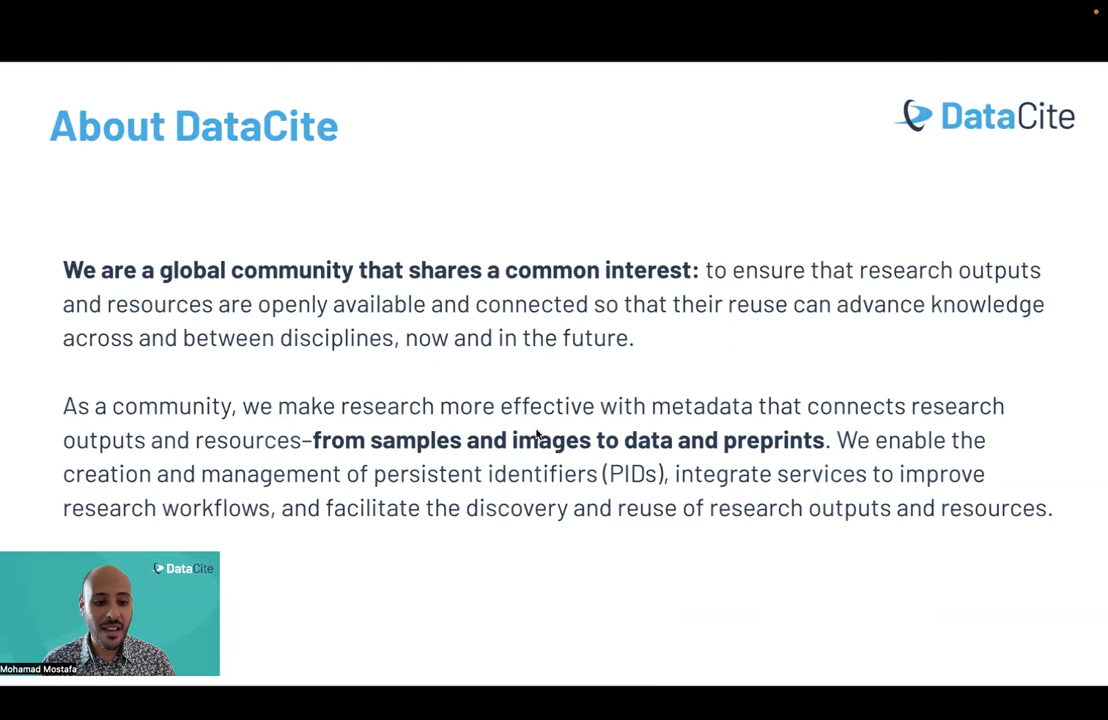 About DataCite
DataCite
We are a global community that shares a common interest: to ensure that research outputs
and resources are openly available and connected so that their reuse can advance knowledge
across and between disciplines, now and in the future.
As a community, we make research more effective with metadata that connects research
outputs and resources–from samples and images to data and preprints. We enable the
creation and management of persistent identifiers (PIDs), integrate services to improve
research workflows, and facilitate the discovery and reuse of research outputs and resources.
DataCite
Mohamad Mostafa